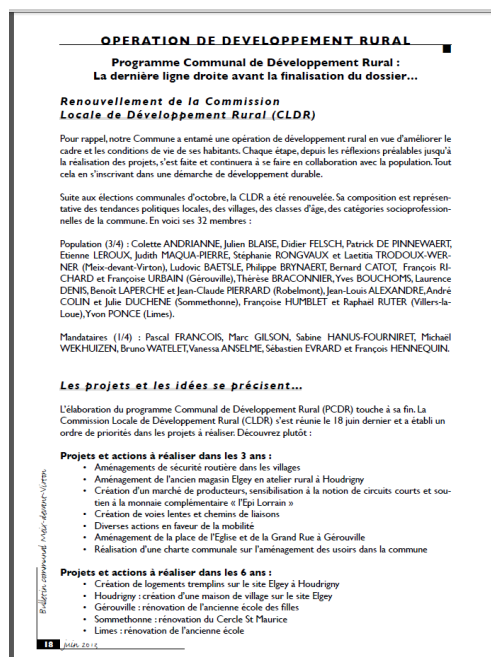 OPERATION DE DEVELOPPEMENT RURAL
Programme Communal de Développement Rural :
La dernière ligne droite avant la finalisation du dossier…
Renouvellement de la Commission
Locale de Développement Rural (CLDR)
Pour rappel, notre Commune a entamé une opération de développement rural en vue d'améliorer le
cadre et les conditions de vie de ses habitants. Chaque étape, depuis les réflexions préalables jusqu'à
la réalisation des projets, s'est faite et continuera à se faire en collaboration avec la population. Tout
cela en s'inscrivant dans une démarche de développement durable.
Suite aux élections communales d'octobre, la CLDR a été renouvelée. Sa composition est représen-
tative des tendances politiques locales, des villages, des classes d'âge, des catégories socioprofession-
nelles de la commune. En voici ses 32 membres :
Population (3/4) : Colette ANDRIANNE, Julien BLAISE, Didier FELSCH, Patrick DE PINNEWAERT,
Etienne LEROUX, Judith MAQUA-PIERRE, Stéphanie RONGVAUX et Laetitia TRODOUX-WER-
NER (Meix-devant-Virton), Ludovic BAETSLE, Philippe BRYNAERT, Bernard CATOT, François RI-
CHARD et Françoise URBAIN (Gérouville), Thérèse BRACONNIER, Yves BOUCHOMS, Laurence
DENIS, Benoît LAPERCHE et Jean-Claude PIERRARD (Robelmont), Jean-Louis ALEXANDRE, André
COLIN et Julie DUCHENE (Sommethonne), Françoise HUMBLET et Raphaël RUTER (Villers-la-
Loue), Yvon PONCE (Limes).
Mandataires (1/4) : Pascal FRANCOIS, Marc GILSON, Sabine HANUS-FOURNIRET, Michaël
WEKHUIZEN, Bruno WATELET, Vanessa ANSELME, Sébastien EVRARD et François HENNEQUIN.
Les projets et les idées se précisent…
L'élaboration du programme Communal de Développement Rural (PCDR) touche à sa fin. La
Commission Locale de Développement Rural (CLDR) s'est réunie le 18 juin dernier et a établi un
ordre de priorités dans les projets à réaliser. Découvrez plutôt :
Projets et actions à réaliser dans les 3 ans :
• Aménagements de sécurité routière dans les villages
• Aménagement de l'ancien magasin Elgey en atelier rural à Houdrigny
• Création d'un marché de producteurs, sensibilisation à la notion de circuits courts et sou-
tien à la monnaie complémentaire « l'Epi Lorrain »
• Création de voies lentes et chemins de liaisons
• Diverses actions en faveur de la mobilité
• Aménagement de la place de l'Eglise et de la Grand Rue à Gérouville
• Réalisation d'une charte communale sur l'aménagement des usoirs dans la commune
Projets et actions à réaliser dans les 6 ans :
• Création de logements tremplins sur le site Elgey à Houdrigny
• Houdrigny : création d'une maison de village sur le site Elgey
• Gérouville : rénovation de l'ancienne école des filles
• Sommethonne : rénovation du Cercle St Maurice
• Limes : rénovation de l'ancienne école
Bulletin communal Meix-devant-Virton
18 Juin 2013